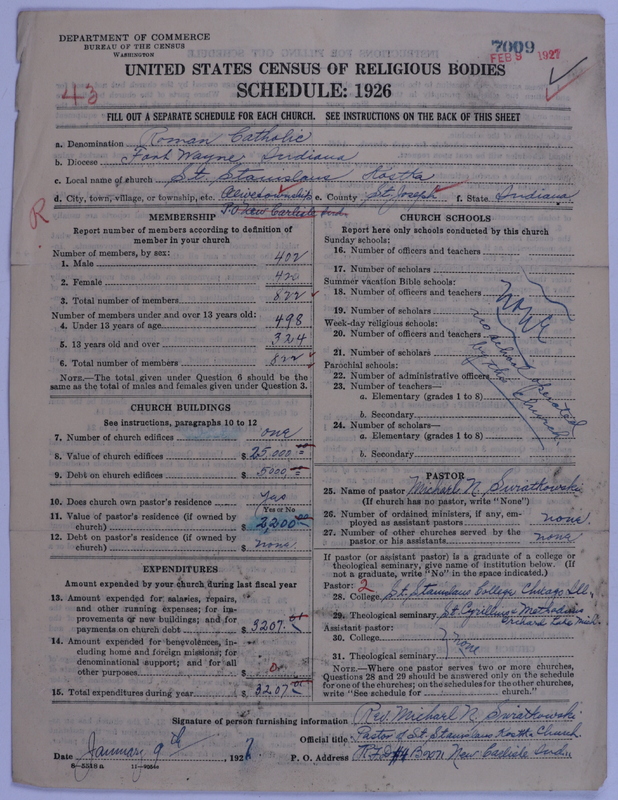 DEPARTMENT OF COMMERCE
BUREAU OF THE CENSUS
WASHINGTON
7009
FEB 9 1927
UNITED STATES CENSUS OF RELIGIOUS BODIES
SCHEDULE: 1926
43
FILL OUT A SEPARATE SCHEDULE FOR EACH CHURCH. SEE INSTRUCTIONS ON THE BACK OF THIS SHEET
a. Denomination Roman Catholic
b. Diocese Fort Wayne, Indiana
c. Local name of church St. Stanislaus Kostka
d. City, town, village, or township, etc. Olive township e. County St. Joseph f. State Indiana
P.O. New Carlisle Ind.
R
MEMBERSHIP
Report number of members according to definition of member in your church
Number of members, by sex:
1. Male 402
2. Female 420
3. Total number of members 822
Number of members under and over 13 years old:
4. Under 13 years of age 498
5. 13 years old and over 324
6. Total number of members 822
NOTE.—The total given under Question 6 should be the same as the total of males and females given under Question 3.
CHURCH BUILDINGS
See instructions, paragraphs 10 to 12
7. Number of church edifices one
8. Value of church edifices $ 25,000
9. Debt on church edifices $ 5000
10. Does church own pastor's residence Yes
(Yes or No)
11. Value of pastor's residence (if owned by church) $ 2,200
12. Debt on pastor's residence (if owned by church) $ none
EXPENDITURES
Amount expended by your church during last fiscal year
13. Amount expended for salaries, repairs, and other running expenses; for improvements or new buildings; and for payments on church debt $ 3207.
14. Amount expended for benevolences, including home and foreign missions; for denominational support; and for all other purposes $ 0
15. Total expenditures during year $ 3207
CHURCH SCHOOLS
Report here only schools conducted by this church
Sunday schools:
16. Number of officers and teachers
17. Number of scholars
Summer vacation Bible schools:
18. Number of officers and teachers
19. Number of scholars
Week-day religious schools:
20. Number of officers and teachers
21. Number of scholars
Parochial schools:
22. Number of administrative officers
23. Number of teachers—
a. Elementary (grades 1 to 8)
b. Secondary
24. Number of scholars—
a. Elementary (grades 1 to 8)
b. Secondary
None
no school operated
by this Church
PASTOR
25. Name of pastor Michael N. Swiatkowski
(If church has no pastor, write "None")
26. Number of ordained ministers, if any, employed as assistant pastors none
27. Number of other churches served by the pastor or his assistants none
If pastor (or assistant pastor) is a graduate of a college or theological seminary, give name of institution below. (If not a graduate, write "No" in the space indicated.)
Pastor: 2
28. College St. Stanislaus College Chicago Ill.
29. Theological seminary St. Cyrillus & Methodius
Orchard Lake Mich.
Assistant pastor:
30. College
none
31. Theological seminary
NOTE.—Where one pastor serves two or more churches, Questions 28 and 29 should be answered only on the schedule for one of the churches; on the schedules for the other churches, write "See schedule for church."
Signature of person furnishing information Rev. Michael N. Swiatkowski
Official title Pastor of St. Stanislaus Kostka Church
Date January 9th, 1927
P. O. Address New Carlisle Ind.
8—5518 a